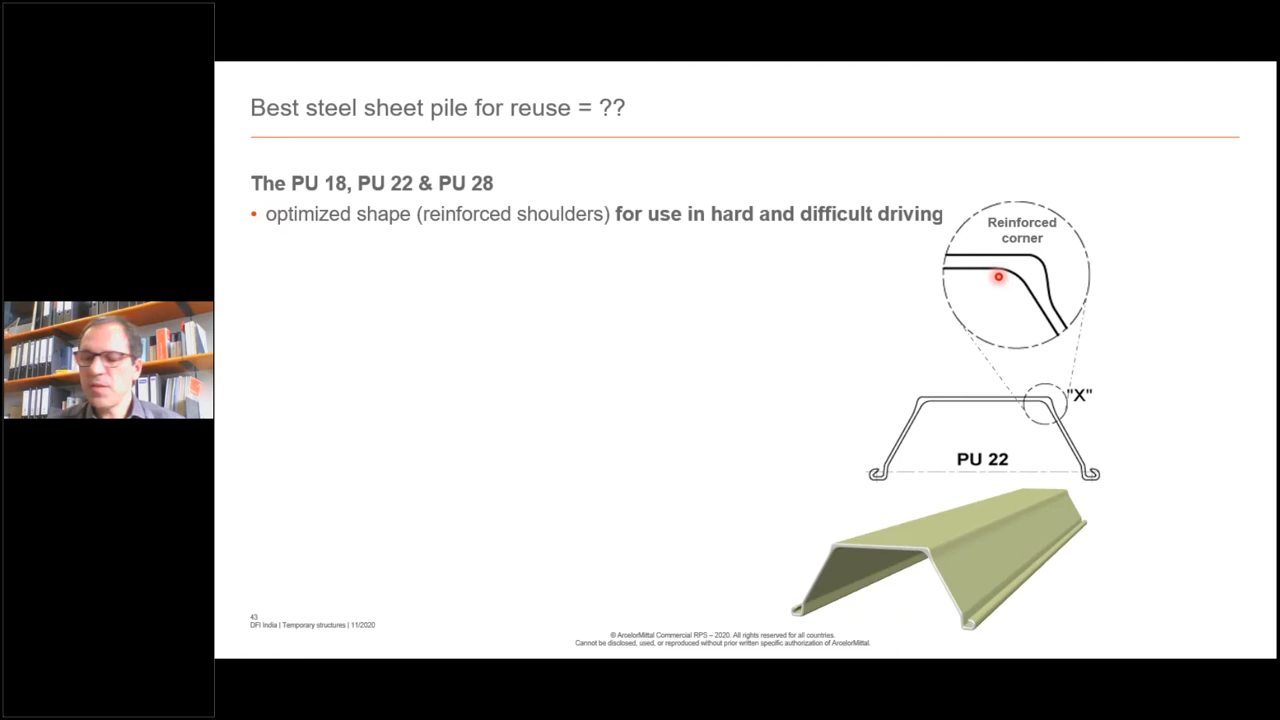 Best steel sheet pile for reuse = ??
The PU 18, PU 22 & PU 28
• optimized shape (reinforced shoulders) for use in hard and difficult driving
Reinforced
corner
"X"
PU 22
43
DFI India | Temporary structures | 11/2020
© ArcelorMittal Commercial RPS – 2020. All rights reserved for all countries.
Cannot be disclosed, used, or reproduced without prior written specific authorization of ArcelorMittal.